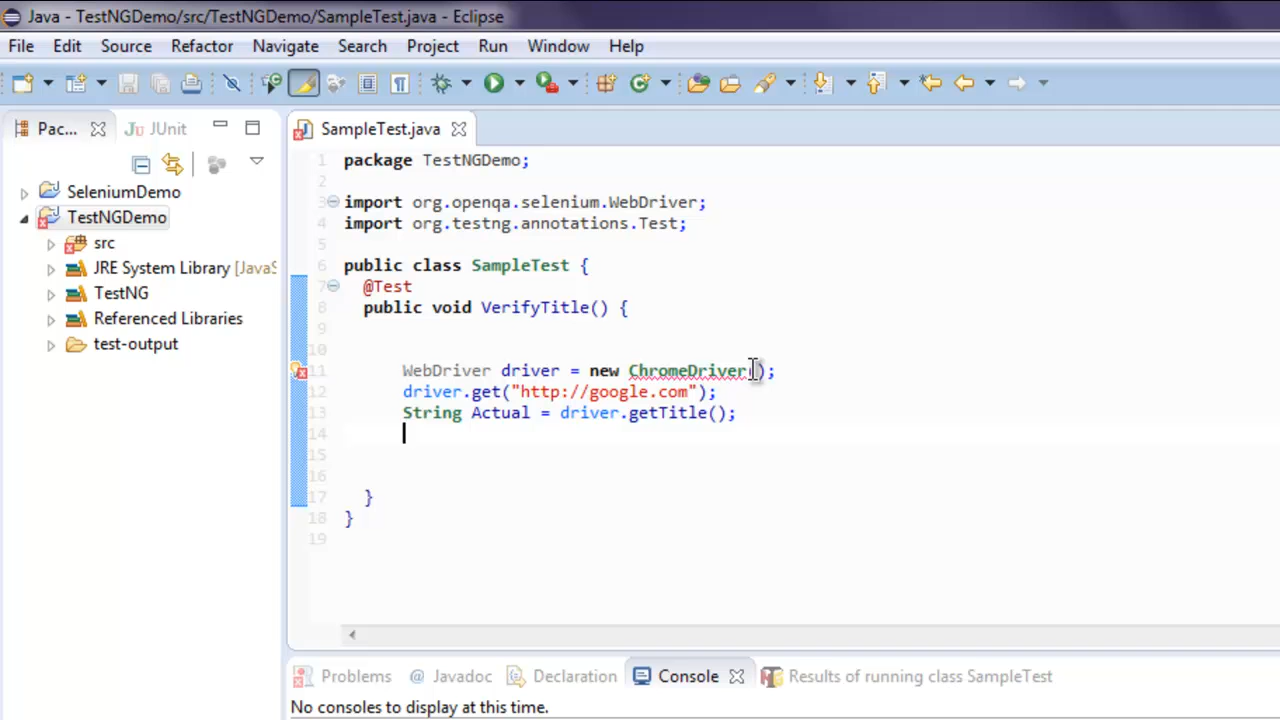 Java - TestNGDemo/src/TestNGDemo/SampleTest.java - Eclipse
File Edit Source Refactor Navigate Search Project Run Window Help
Pac... JUnit
SampleTest.java
SeleniumDemo
TestNGDemo
src
JRE System Library [JavaS
TestNG
Referenced Libraries
test-output
1 package TestNGDemo;
2
3 import org.openqa.selenium.WebDriver;
4 import org.testng.annotations.Test;
5
6 public class SampleTest {
7 @Test
8 public void VerifyTitle() {
9
10
11 WebDriver driver = new ChromeDriver();
12 driver.get("http://google.com");
13 String Actual = driver.getTitle();
14
15
16
17 }
18 }
19
Problems @ Javadoc Declaration Console Results of running class SampleTest
No consoles to display at this time.